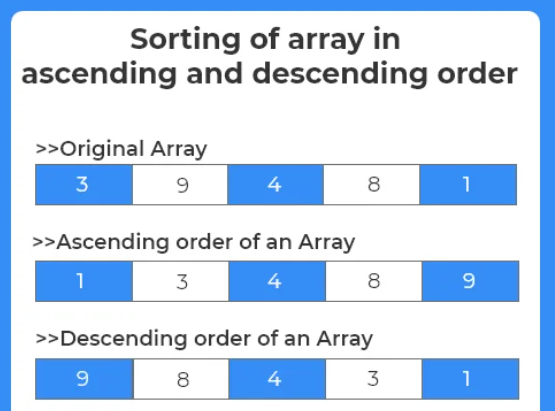 Sorting of array in
ascending and descending order
>>Original Array
3 9 4 8 1
>>Ascending order of an Array
1 3 4 8 9
>>Descending order of an Array
9 8 4 3 1